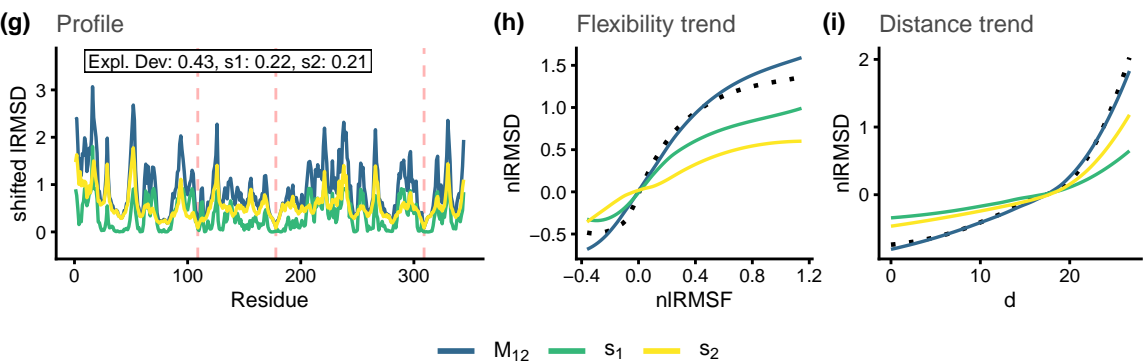 (g) Profile
Expl. Dev: 0.43, s1: 0.22, s2: 0.21
shifted lRMSD
3
2
1
0
0 100 200 300
Residue
(h) Flexibility trend
nlRMSD
1.5
1.0
0.5
0.0
−0.5
−0.4 0.0 0.4 0.8 1.2
nlRMSF
(i) Distance trend
nlRMSD
2
1
0
0 10 20
d
M12 s1 s2